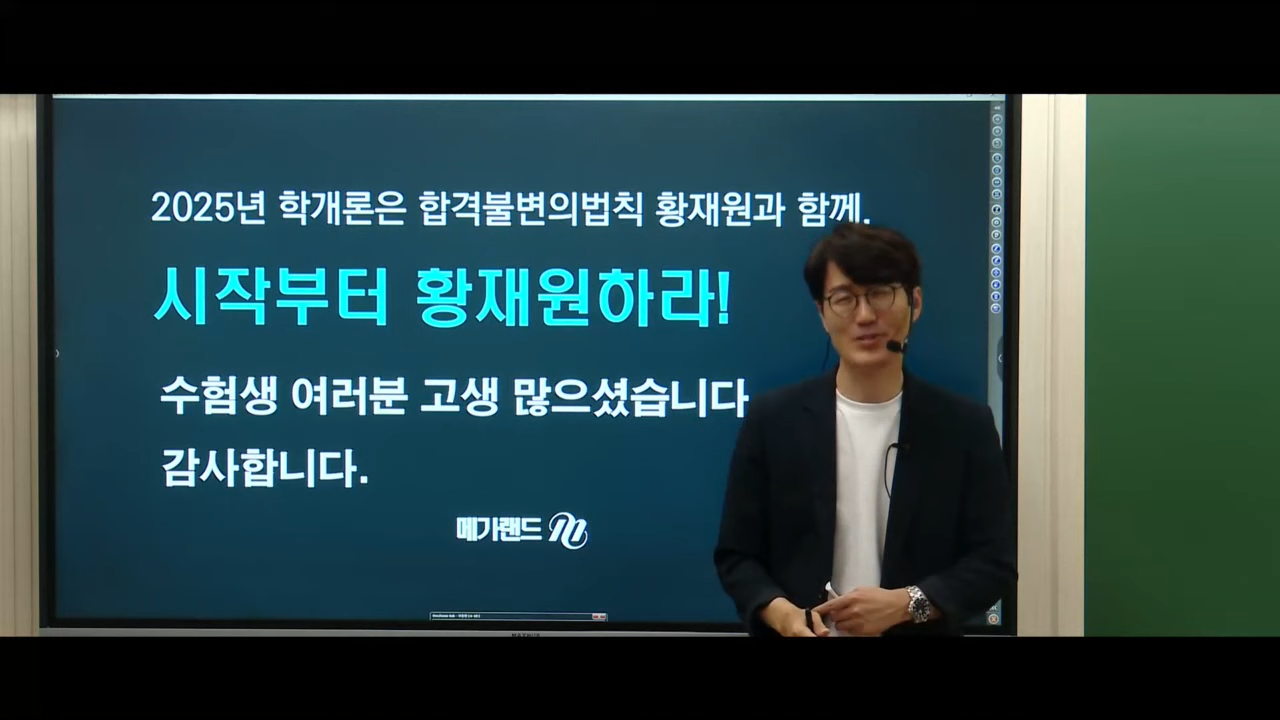 2025년 학개론은 합격불변의법칙 황재원과 함께.
시작부터 황재원하라!
수험생 여러분 고생 많으셨습니다
감사합니다.
메가랜드